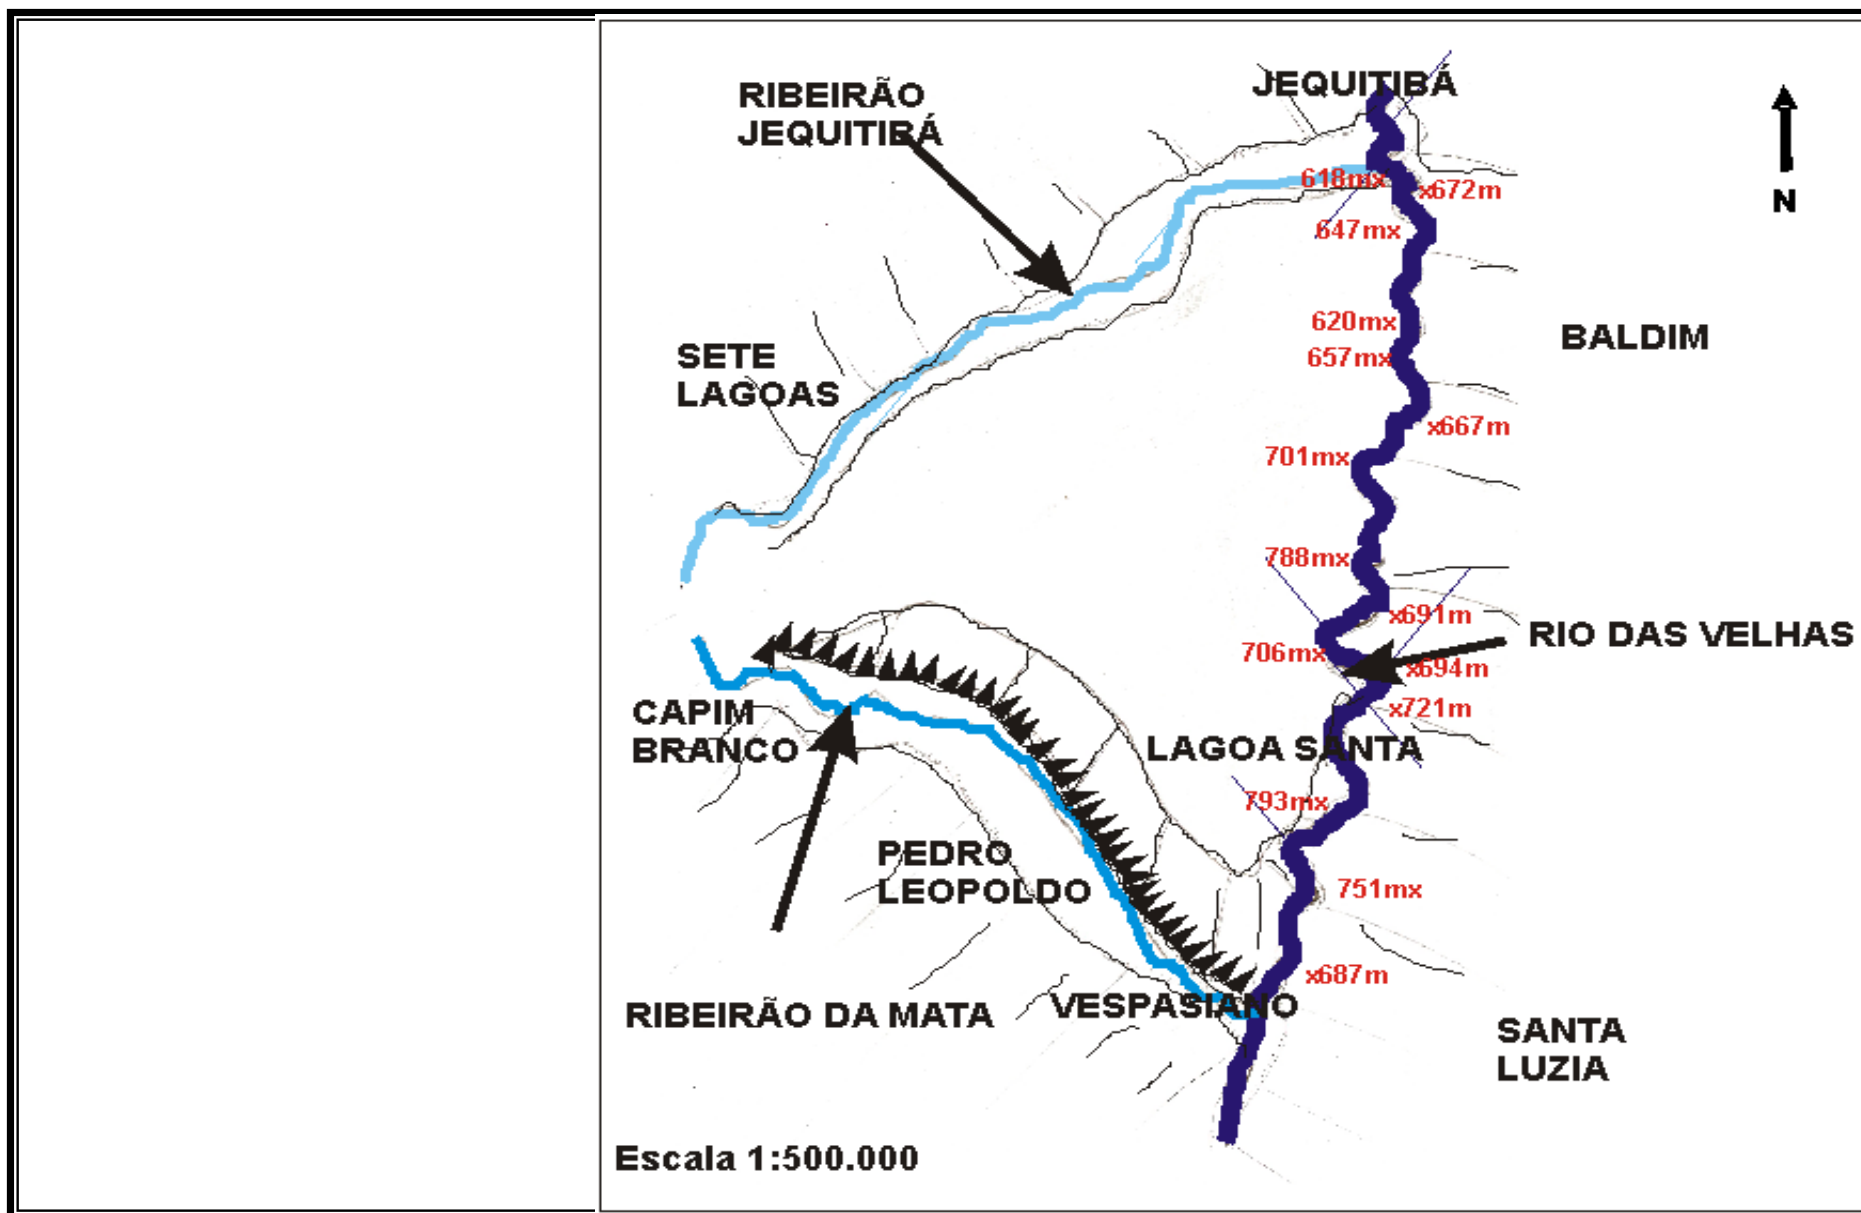 JEQUITIBÁ
RIBEIRÃO
JEQUITIBÁ
N
618mx
x672m
647mx
620mx
657mx
BALDIM
SETE
LAGOAS
x667m
701mx
788mx
x691m
RIO DAS VELHAS
706mx
x694m
x721m
CAPIM
BRANCO
LAGOA SANTA
793mx
PEDRO
LEOPOLDO
751mx
x687m
RIBEIRÃO DA MATA
VESPASIANO
SANTA
LUZIA
Escala 1:500.000